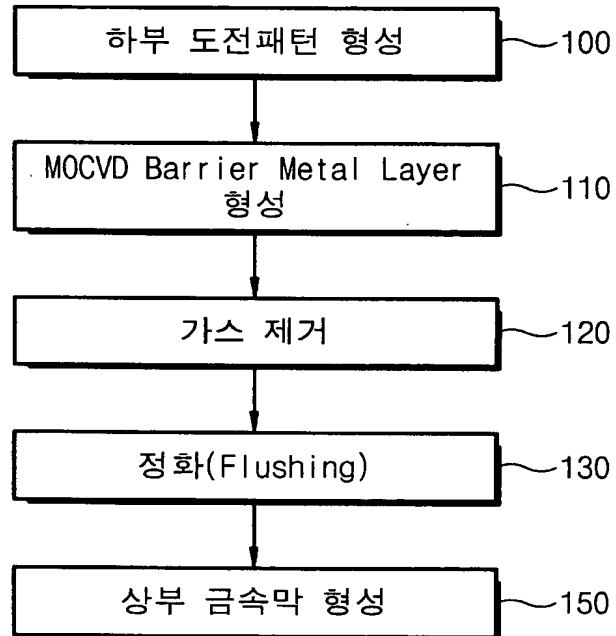 하부 도전패턴 형성
100
MOCVD Barrier Metal Layer
형성
110
가스 제거
120
정화(Flushing)
130
상부 금속막 형성
150